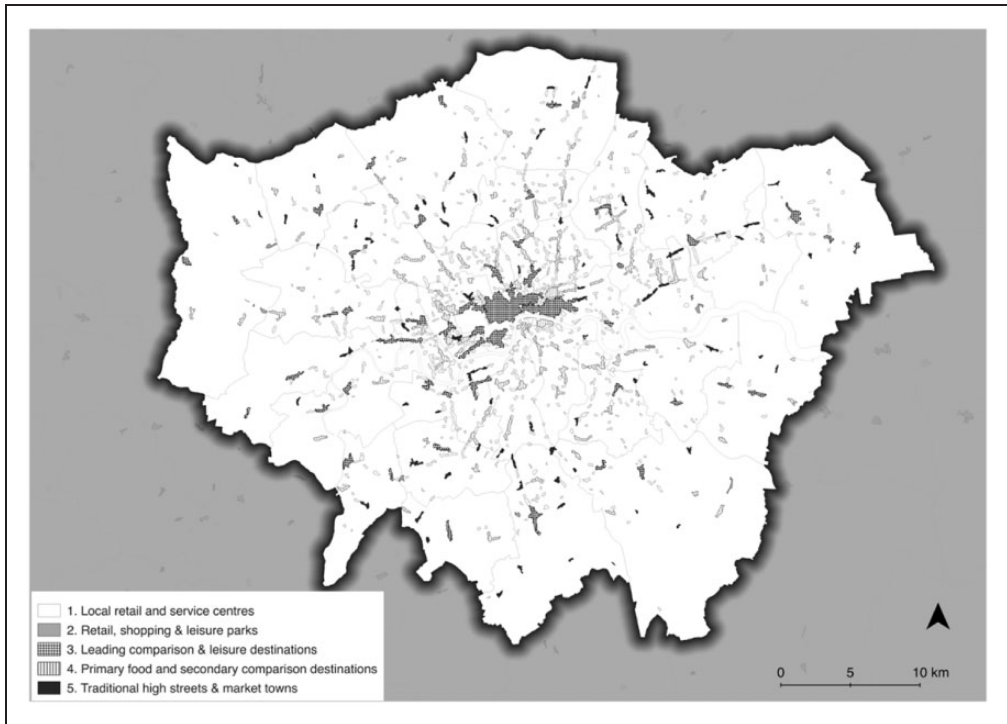 1. Local retail and service centres
2. Retail, shopping & leisure parks
3. Leading comparison & leisure destinations
4. Primary food and secondary comparison destinations
5. Traditional high streets & market towns
0 5 10 km